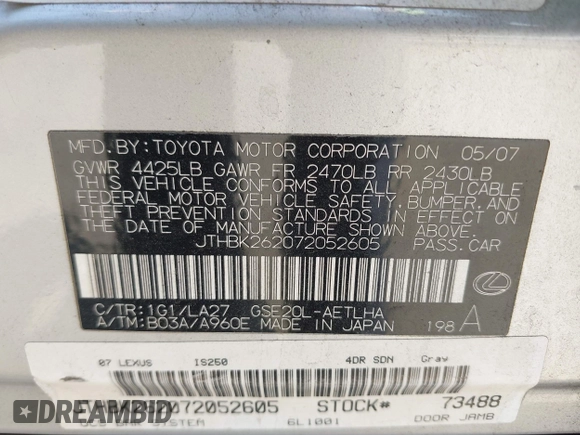 MFD.BY:TOYOTA MOTOR CORPORATION 05/07
GVWR 4425LB GAWR FR 2470LB RR 2430LB
THIS VEHICLE CONFORMS TO ALL APPLICABLE
FEDERAL MOTOR VEHICLE SAFETY,BUMPER,AND
THEFT PREVENTION STANDARDS IN EFFECT ON
THE DATE OF MANUFACTURE SHOWN ABOVE.
JTHBK262072052605 PASS.CAR
C/TR:1G1/LA27 GSE20L-AETLHA
A/TM:B03A/A960E MADE IN JAPAN 198 A
07 LEXUS IS250 4DR SDN Gray
72052605 STOCK# 73488
SYSTEM 6L1001 DOOR JAMB
DREAMBID